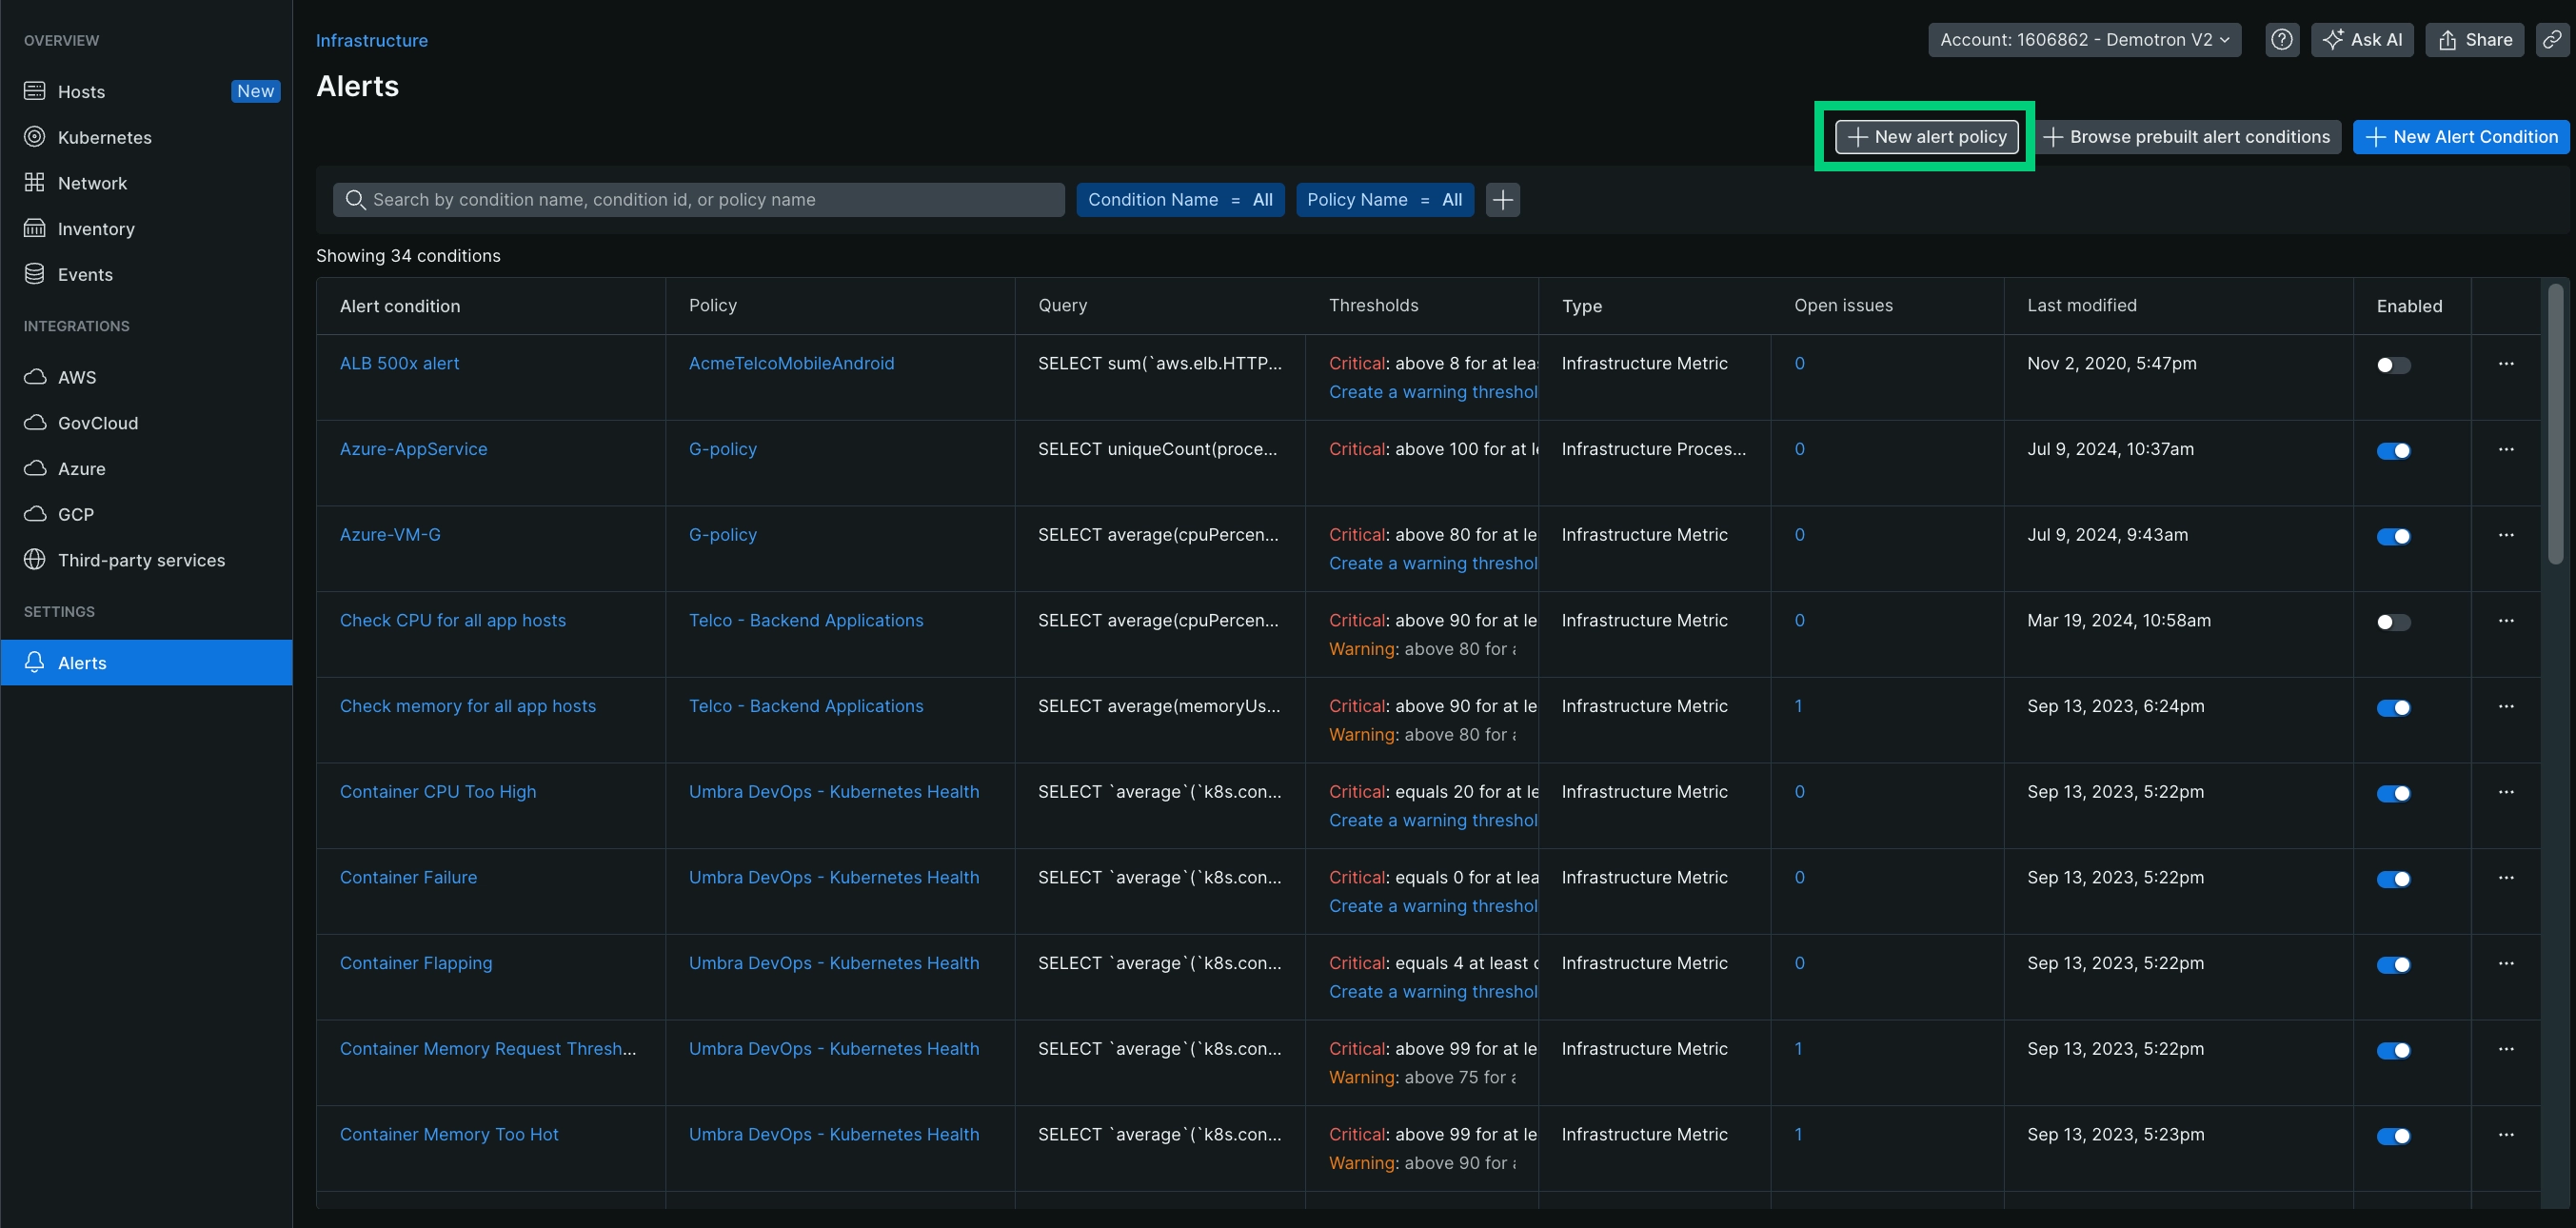 OVERVIEW
Hosts New
Kubernetes
Network
Inventory
Events
INTEGRATIONS
AWS
GovCloud
Azure
GCP
Third-party services
SETTINGS
Alerts
Infrastructure
Account: 1606862 - Demotron V2
Ask AI
Share
Alerts
New alert policy
Browse prebuilt alert conditions
New Alert Condition
Search by condition name, condition id, or policy name
Condition Name = All
Policy Name = All
Showing 34 conditions
Alert condition Policy Query Thresholds Type Open issues Last modified Enabled
ALB 500x alert AcmeTelcoMobileAndroid SELECT sum(`aws.elb.HTTP... Critical: above 8 for at Infrastructure Metric 0 Nov 2, 2020, 5:47pm ...
Create a warning
Azure-AppService G-policy SELECT uniqueCount(proce... Critical: above 100 for at Infrastructure Proces... 0 Jul 9, 2024, 10:37am ...
Azure-VM-G G-policy SELECT average(cpuPercen... Critical: above 80 for at Infrastructure Metric 0 Jul 9, 2024, 9:43am ...
Create a warning
Check CPU for all app hosts Telco - Backend Applications SELECT average(cpuPercen... Critical: above 90 for at Infrastructure Metric 0 Mar 19, 2024, 10:58am ...
Warning: above 80 for
Check memory for all app hosts Telco - Backend Applications SELECT average(memoryUs... Critical: above 90 for at Infrastructure Metric 1 Sep 13, 2023, 6:24pm ...
Warning: above 80 for
Container CPU Too High Umbra DevOps - Kubernetes Health SELECT `average`(`k8s.con... Critical: equals 20 for at Infrastructure Metric 0 Sep 13, 2023, 5:22pm ...
Create a warning
Container Failure Umbra DevOps - Kubernetes Health SELECT `average`(`k8s.con... Critical: equals 0 for at Infrastructure Metric 0 Sep 13, 2023, 5:22pm ...
Create a warning
Container Flapping Umbra DevOps - Kubernetes Health SELECT `average`(`k8s.con... Critical: equals 4 at least Infrastructure Metric 0 Sep 13, 2023, 5:22pm ...
Create a warning
Container Memory Request Thresh... Umbra DevOps - Kubernetes Health SELECT `average`(`k8s.con... Critical: above 99 for at Infrastructure Metric 1 Sep 13, 2023, 5:22pm ...
Warning: above 75 for
Container Memory Too Hot Umbra DevOps - Kubernetes Health SELECT `average`(`k8s.con... Critical: above 99 for at Infrastructure Metric 1 Sep 13, 2023, 5:23pm ...
Warning: above 90 for